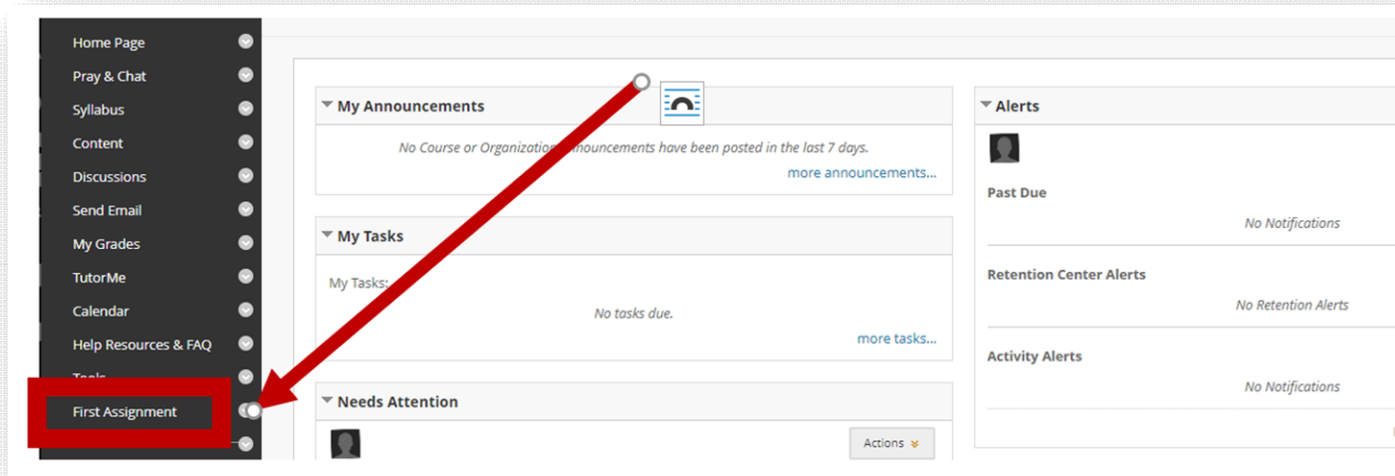 Home Page
Pray & Chat
Syllabus
Content
Discussions
Send Email
My Grades
TutorMe
Calendar
Help Resources & FAQ
Tools
First Assignment
My Announcements
No Course or Organization Announcements have been posted in the last 7 days.
more announcements...
My Tasks
My Tasks:
No tasks due.
more tasks...
Needs Attention
Actions
Alerts
Past Due
No Notifications
Retention Center Alerts
No Retention Alerts
Activity Alerts
No Notifications